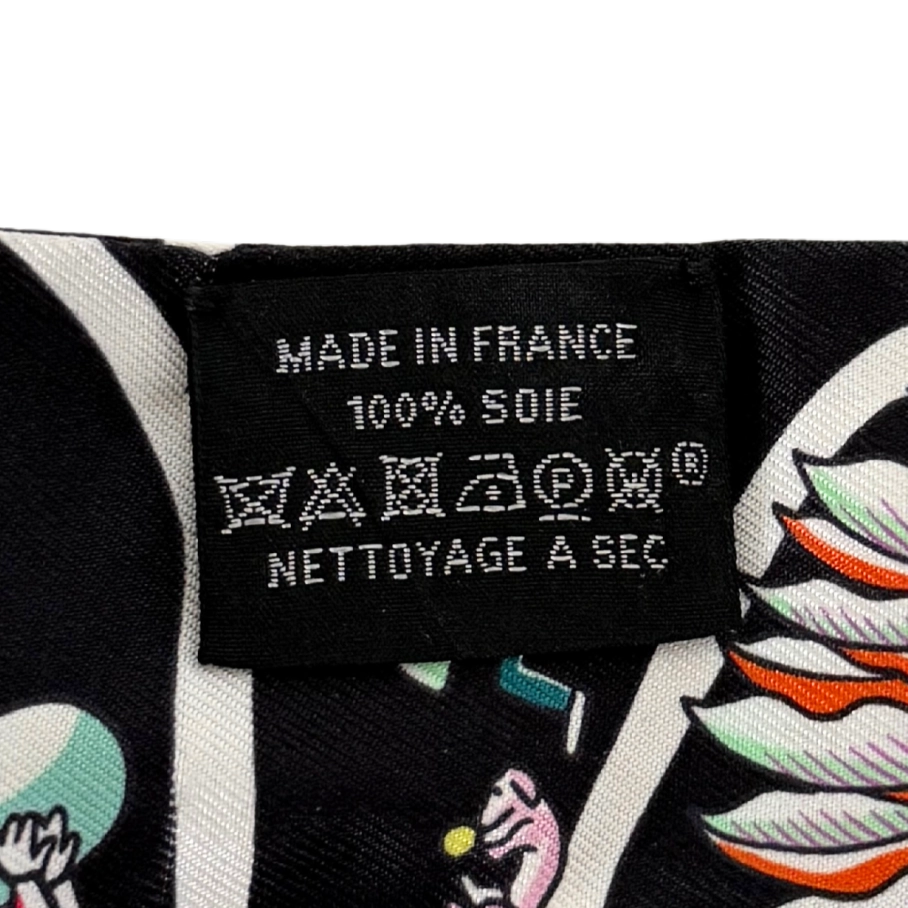 MADE IN FRANCE
100% SOIE
P W ®
NETTOYAGE A SEC